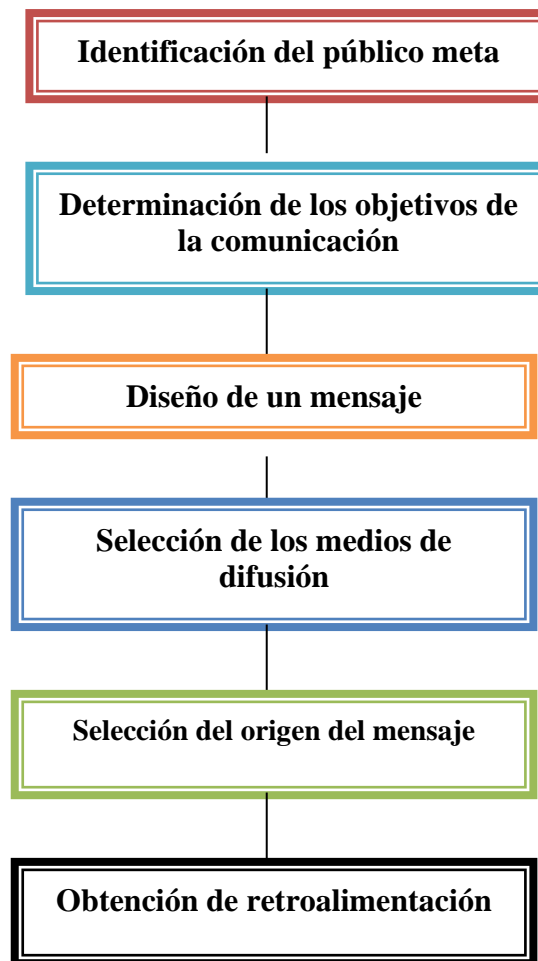 Identificación del público meta
Determinación de los objetivos de
la comunicación
Diseño de un mensaje
Selección de los medios de
difusión
Selección del origen del mensaje
Obtención de retroalimentación